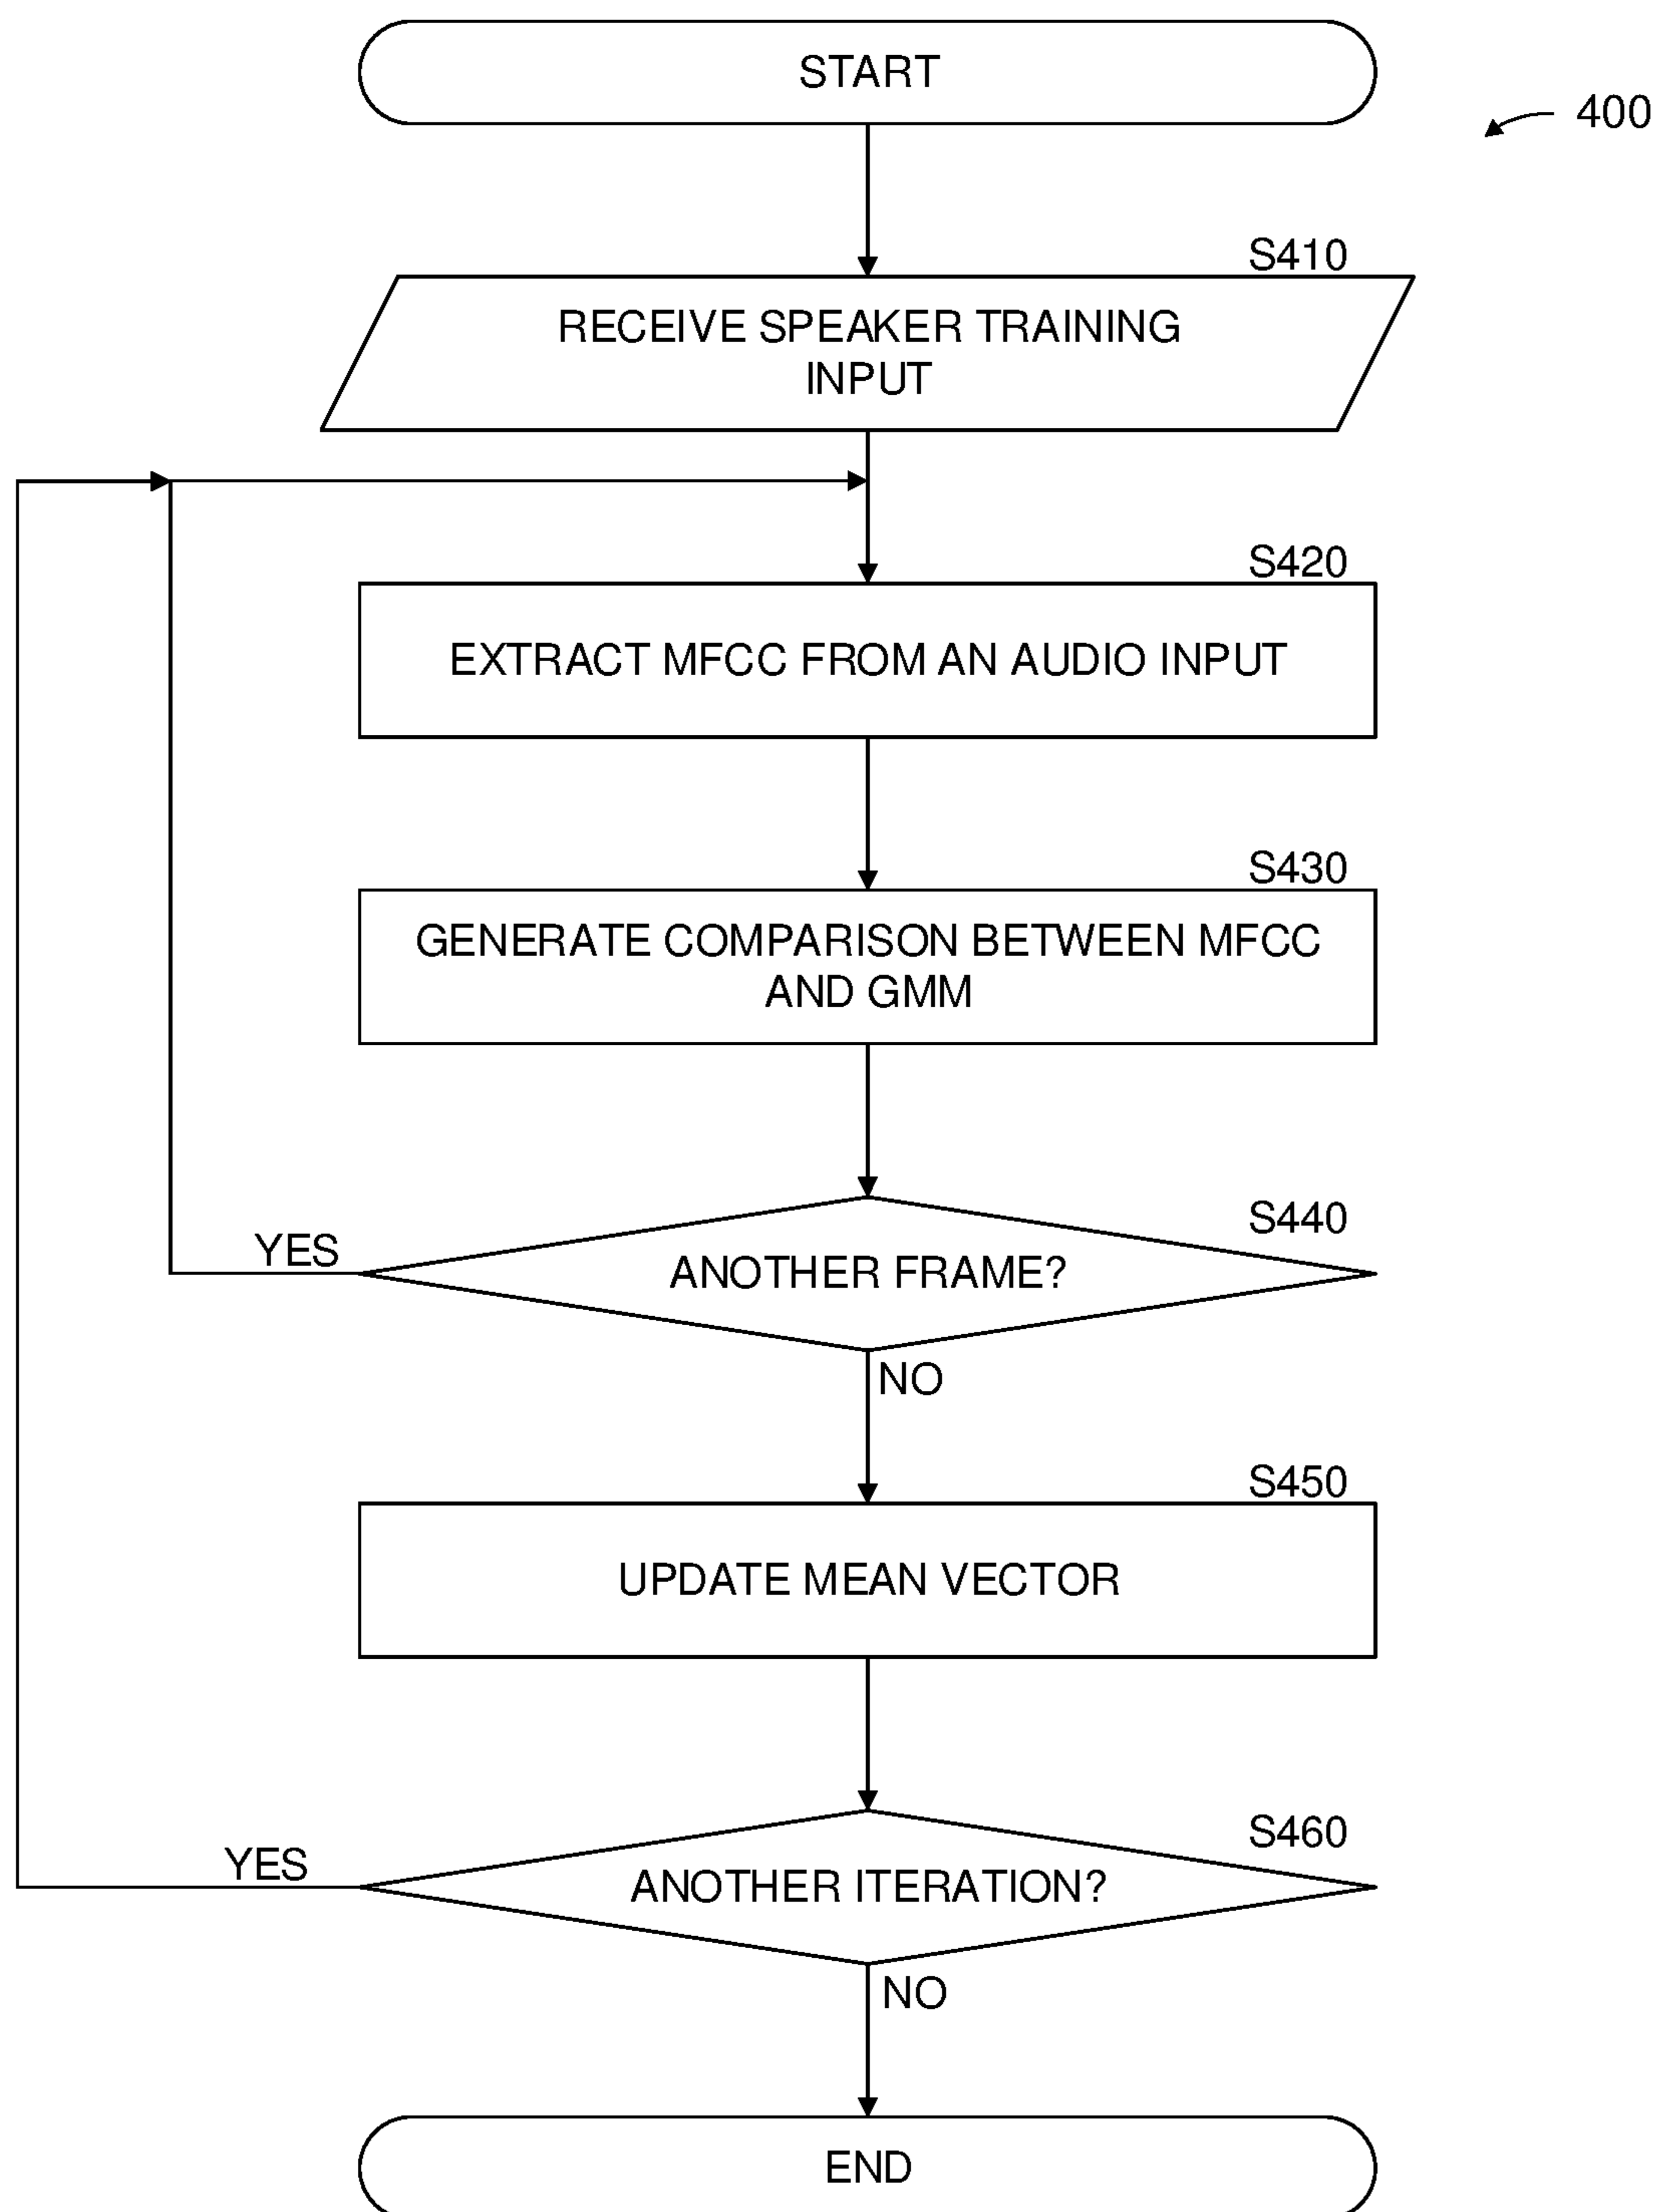 START
400
S410
RECEIVE SPEAKER TRAINING
INPUT
S420
EXTRACT MFCC FROM AN AUDIO INPUT
S430
GENERATE COMPARISON BETWEEN MFCC
AND GMM
S440
YES
ANOTHER FRAME?
NO
S450
UPDATE MEAN VECTOR
S460
YES
ANOTHER ITERATION?
NO
END